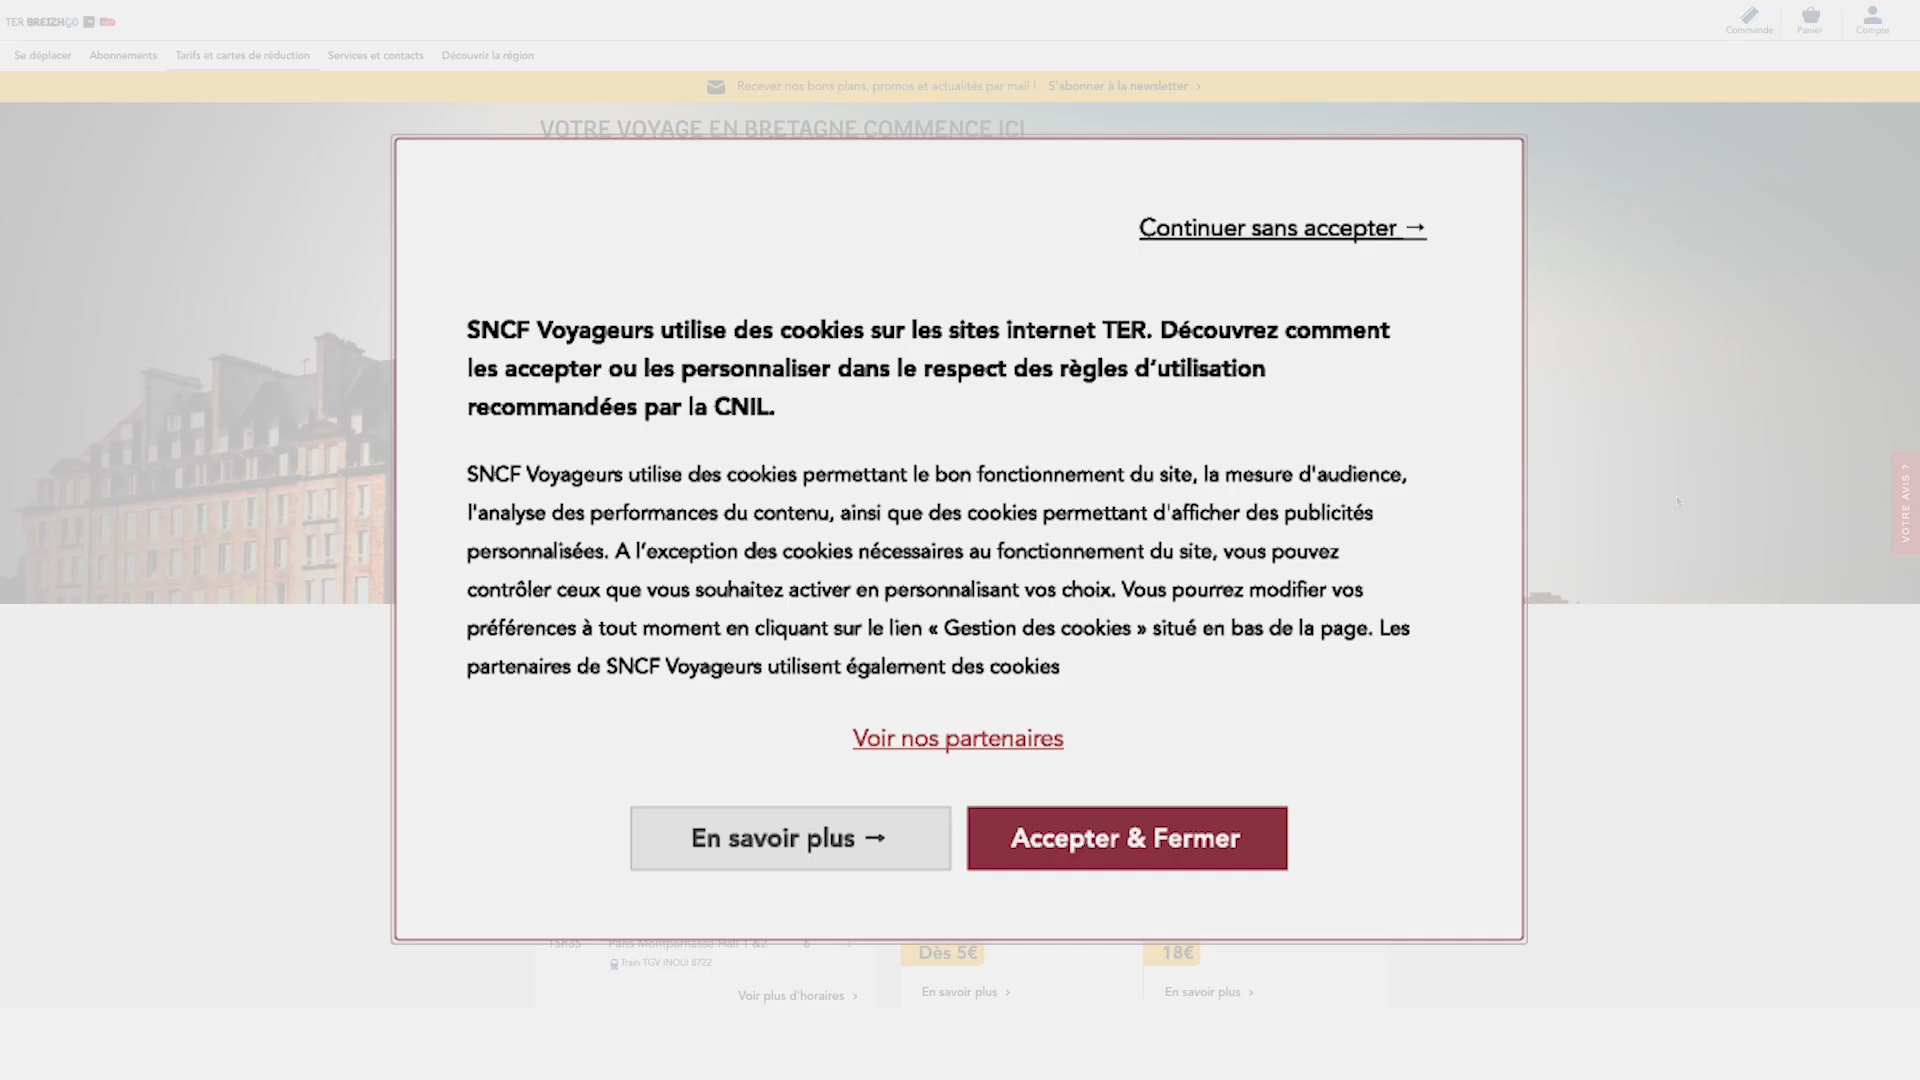 TER BREIZHGO
Commande
Panier
Compte
Se déplacer
Abonnements
Tarifs et cartes de réduction
Services et contacts
Découvrir la région
Recevez nos bons plans, promos et actualités par mail ! S'abonner à la newsletter ›
VOTRE VOYAGE EN BRETAGNE COMMENCE ICI
Continuer sans accepter →
SNCF Voyageurs utilise des cookies sur les sites internet TER. Découvrez comment
les accepter ou les personnaliser dans le respect des règles d’utilisation
recommandées par la CNIL.
SNCF Voyageurs utilise des cookies permettant le bon fonctionnement du site, la mesure d'audience,
l'analyse des performances du contenu, ainsi que des cookies permettant d'afficher des publicités
personnalisées. A l’exception des cookies nécessaires au fonctionnement du site, vous pouvez
contrôler ceux que vous souhaitez activer en personnalisant vos choix. Vous pourrez modifier vos
préférences à tout moment en cliquant sur le lien « Gestion des cookies » situé en bas de la page. Les
partenaires de SNCF Voyageurs utilisent également des cookies
VOTRE AVIS ?
Voir nos partenaires
En savoir plus →
Accepter & Fermer
Paris Montparnasse Hall 1 &2
Train TGV INOUI 8722
Voir plus d'horaires ›
Dès 5€
En savoir plus ›
18€
En savoir plus ›